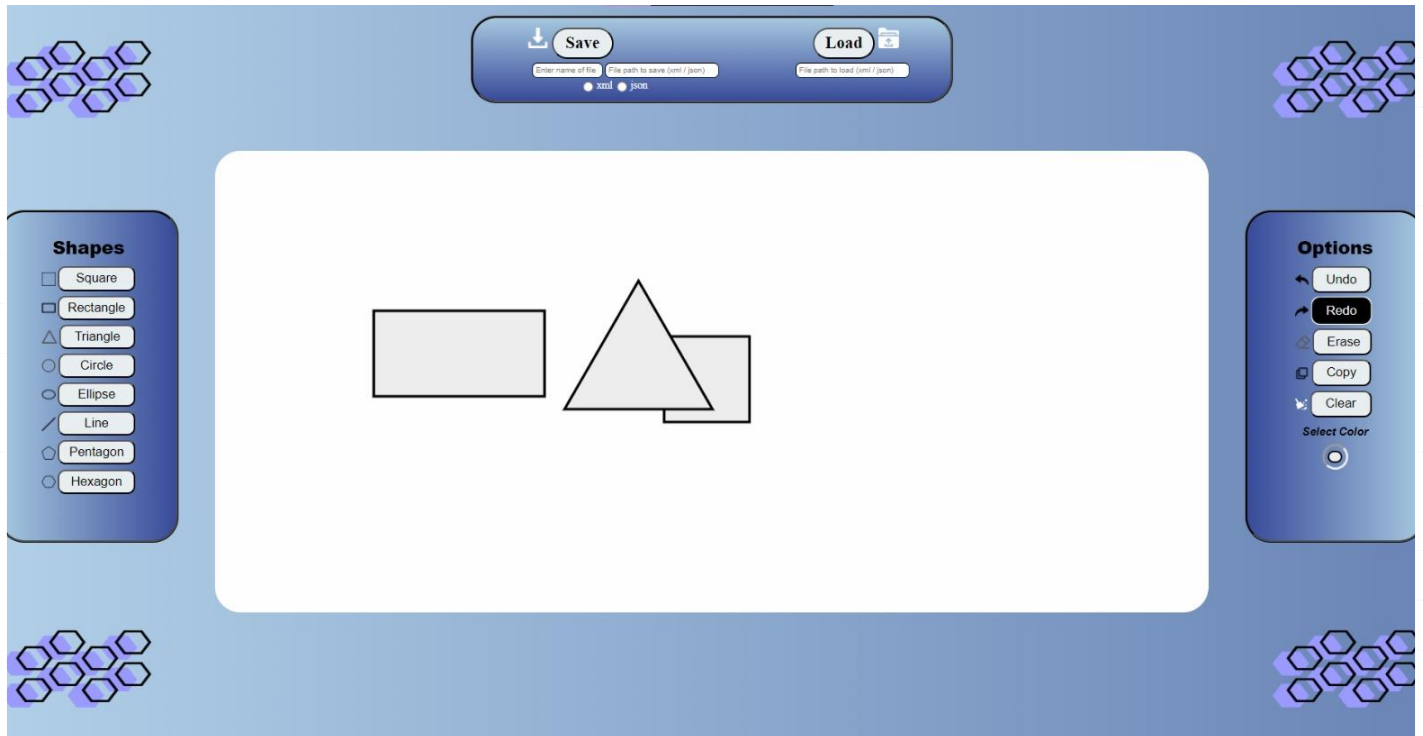 Save
Load
Enter name of file
File path to save (xml / json)
File path to load (xml / json)
xml
json
Shapes
Square
Rectangle
Triangle
Circle
Ellipse
Line
Pentagon
Hexagon
Options
Undo
Redo
Erase
Copy
Clear
Select Color